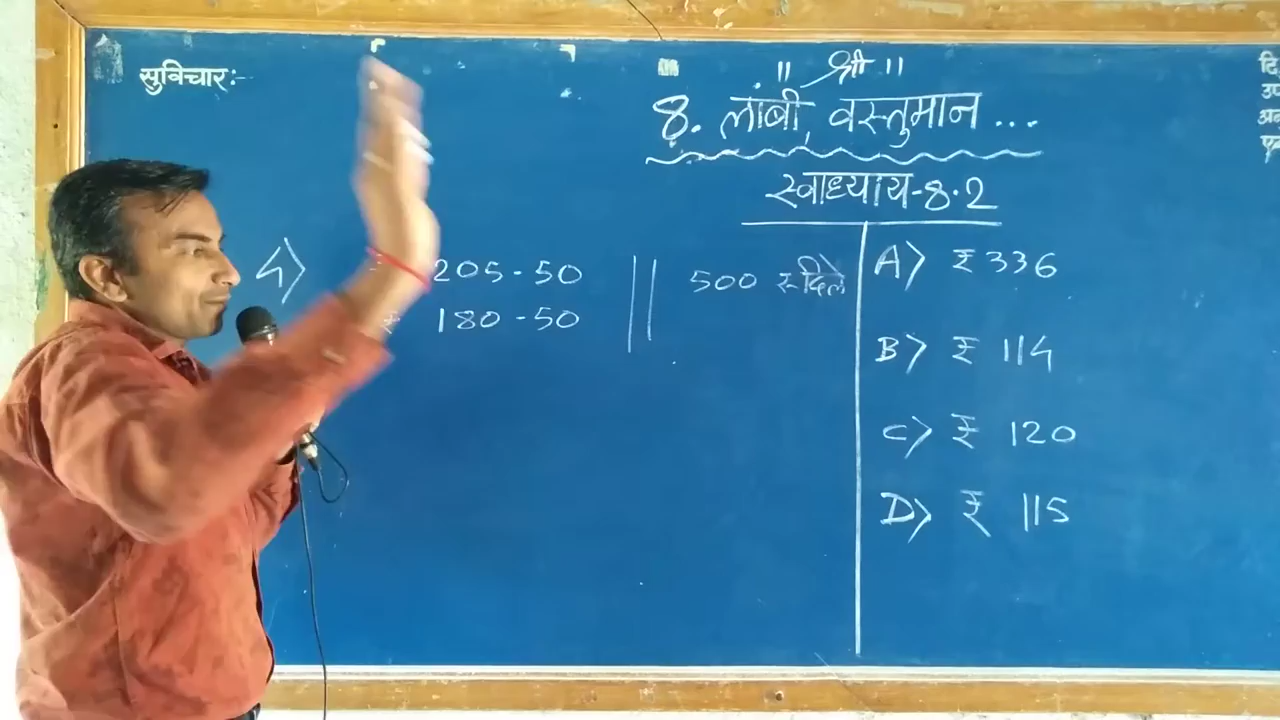 सुविचार:-
॥ श्री ॥
8. लांबी, वस्तुमान ...
स्वाध्याय-8.2
4) ₹ 205-50 || 500 रु दिले
₹ 180-50
A) ₹ 336
B) ₹ 114
C) ₹ 120
D) ₹ 115